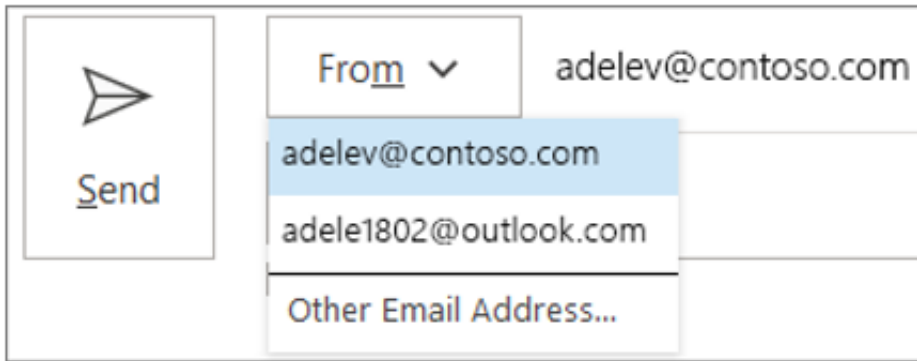 From
adelev@contoso.com
adelev@contoso.com
Send
adele1802@outlook.com
Other Email Address...